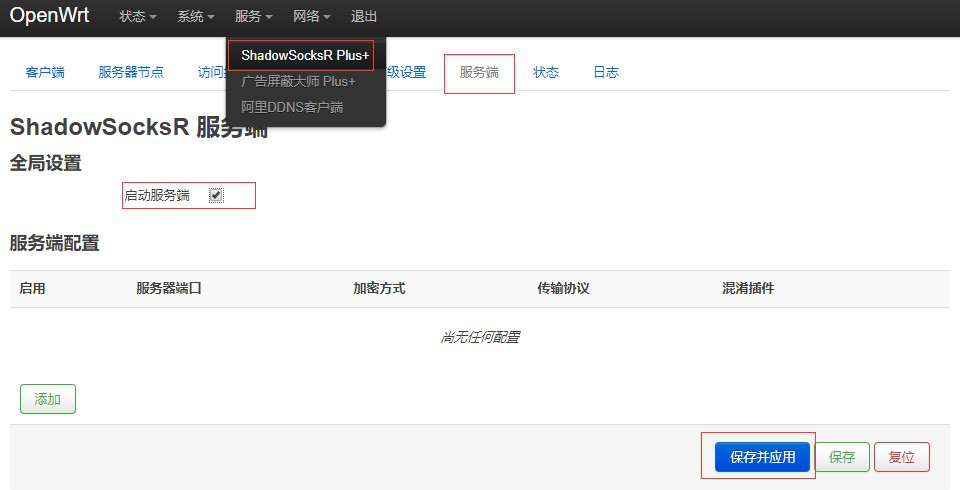 OpenWrt 状态 系统 服务 网络 退出
ShadowSocksR Plus+
广告屏蔽大师 Plus+
阿里DDNS客户端
客户端 服务器节点 访问 级设置 服务端 状态 日志
ShadowSocksR 服务端
全局设置
启动服务端
服务端配置
启用 服务器端口 加密方式 传输协议 混淆插件
尚无任何配置
添加
保存并应用 保存 复位